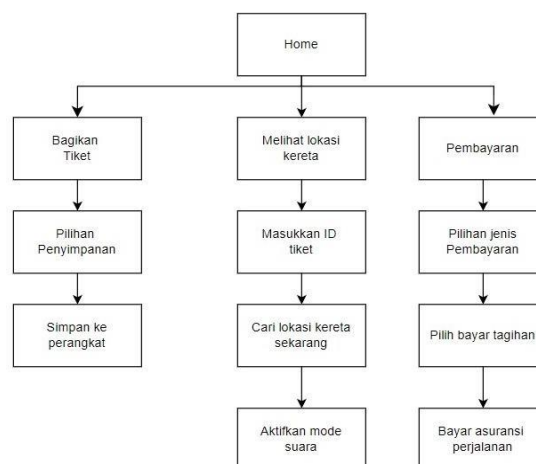 Home
Bagikan
Tiket
Melihat lokasi
kereta
Pembayaran
Pilihan
Penyimpanan
Masukkan ID
tiket
Pilihan jenis
Pembayaran
Simpan ke
perangkat
Cari lokasi kereta
sekarang
Pilih bayar tagihan
Aktifkan mode
suara
Bayar asuransi
perjalanan